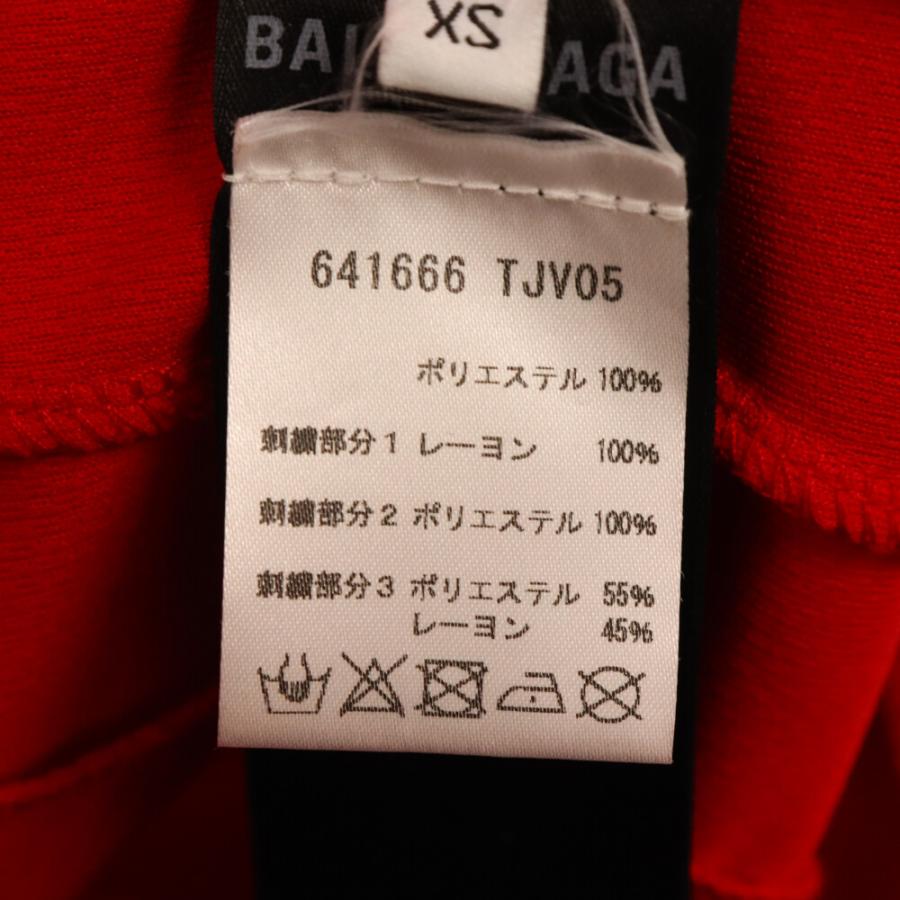 XS
BAL AGA
641666 TJV05
ポリエステル 100%
刺繍部分1 レーヨン 100%
刺繍部分2 ポリエステル 100%
刺繍部分3 ポリエステル 55%
レーヨン 45%